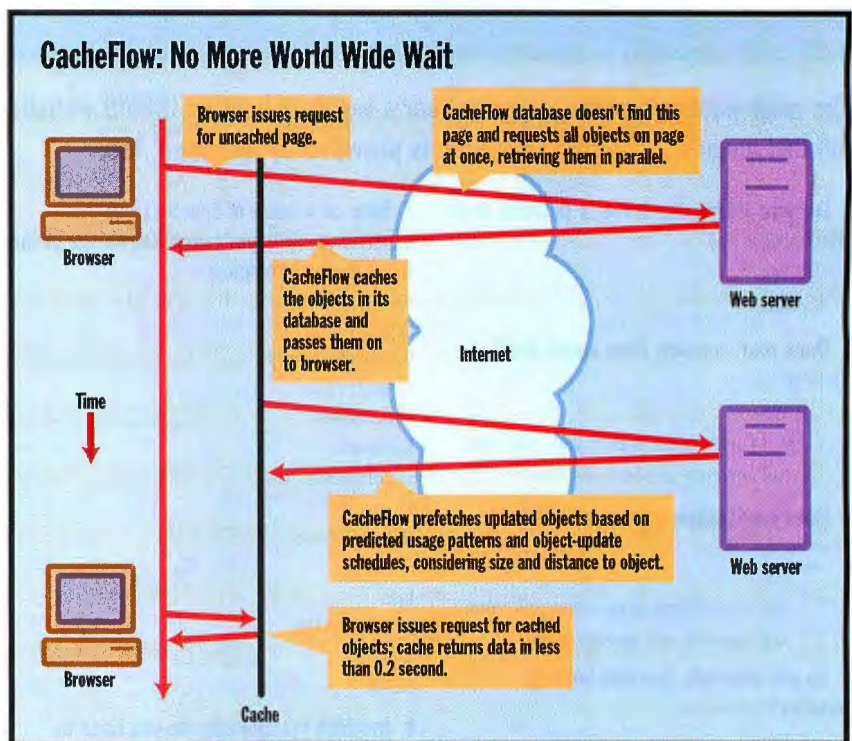 CacheFlow: No More World Wide Wait
Browser issues request
for uncached page.
CacheFlow database doesn't find this
page and requests all objects on page
at once, retrieving them in parallel.
Browser
Web server
CacheFlow caches
the objects in its
database and
passes them on
to browser.
Internet
Time
CacheFlow prefetches updated objects based on
predicted usage patterns and object-update
schedules, considering size and distance to object.
Web server
Browser issues request for cached
objects; cache returns data in less
than 0.2 second.
Browser
Cache